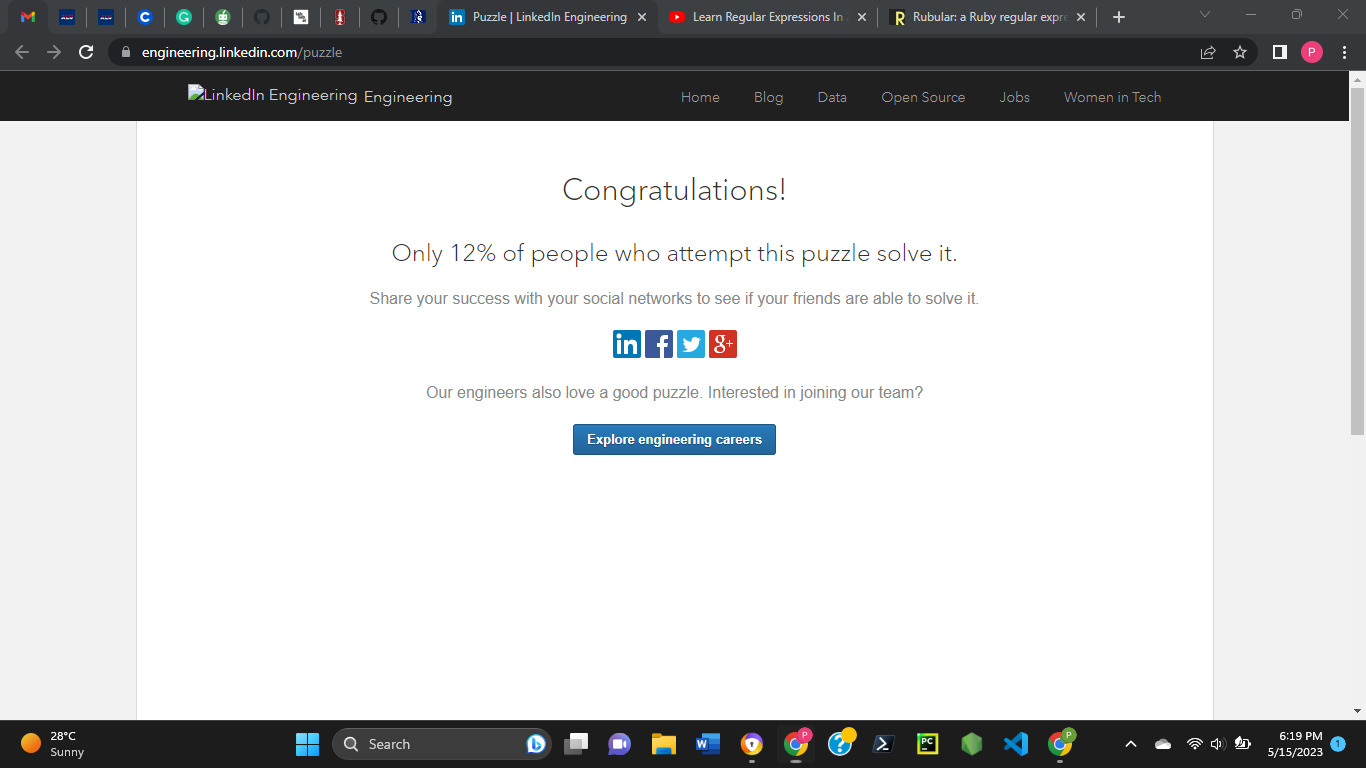 Puzzle | LinkedIn Engineering
Learn Regular Expressions In
Rubular: a Ruby regular expre
engineering.linkedin.com/puzzle
P
LinkedIn Engineering Engineering
Home Blog Data Open Source Jobs Women in Tech
Congratulations!
Only 12% of people who attempt this puzzle solve it.
Share your success with your social networks to see if your friends are able to solve it.
in f g+
Our engineers also love a good puzzle. Interested in joining our team?
Explore engineering careers
28°C
Sunny
Search
6:19 PM
5/15/2023
1